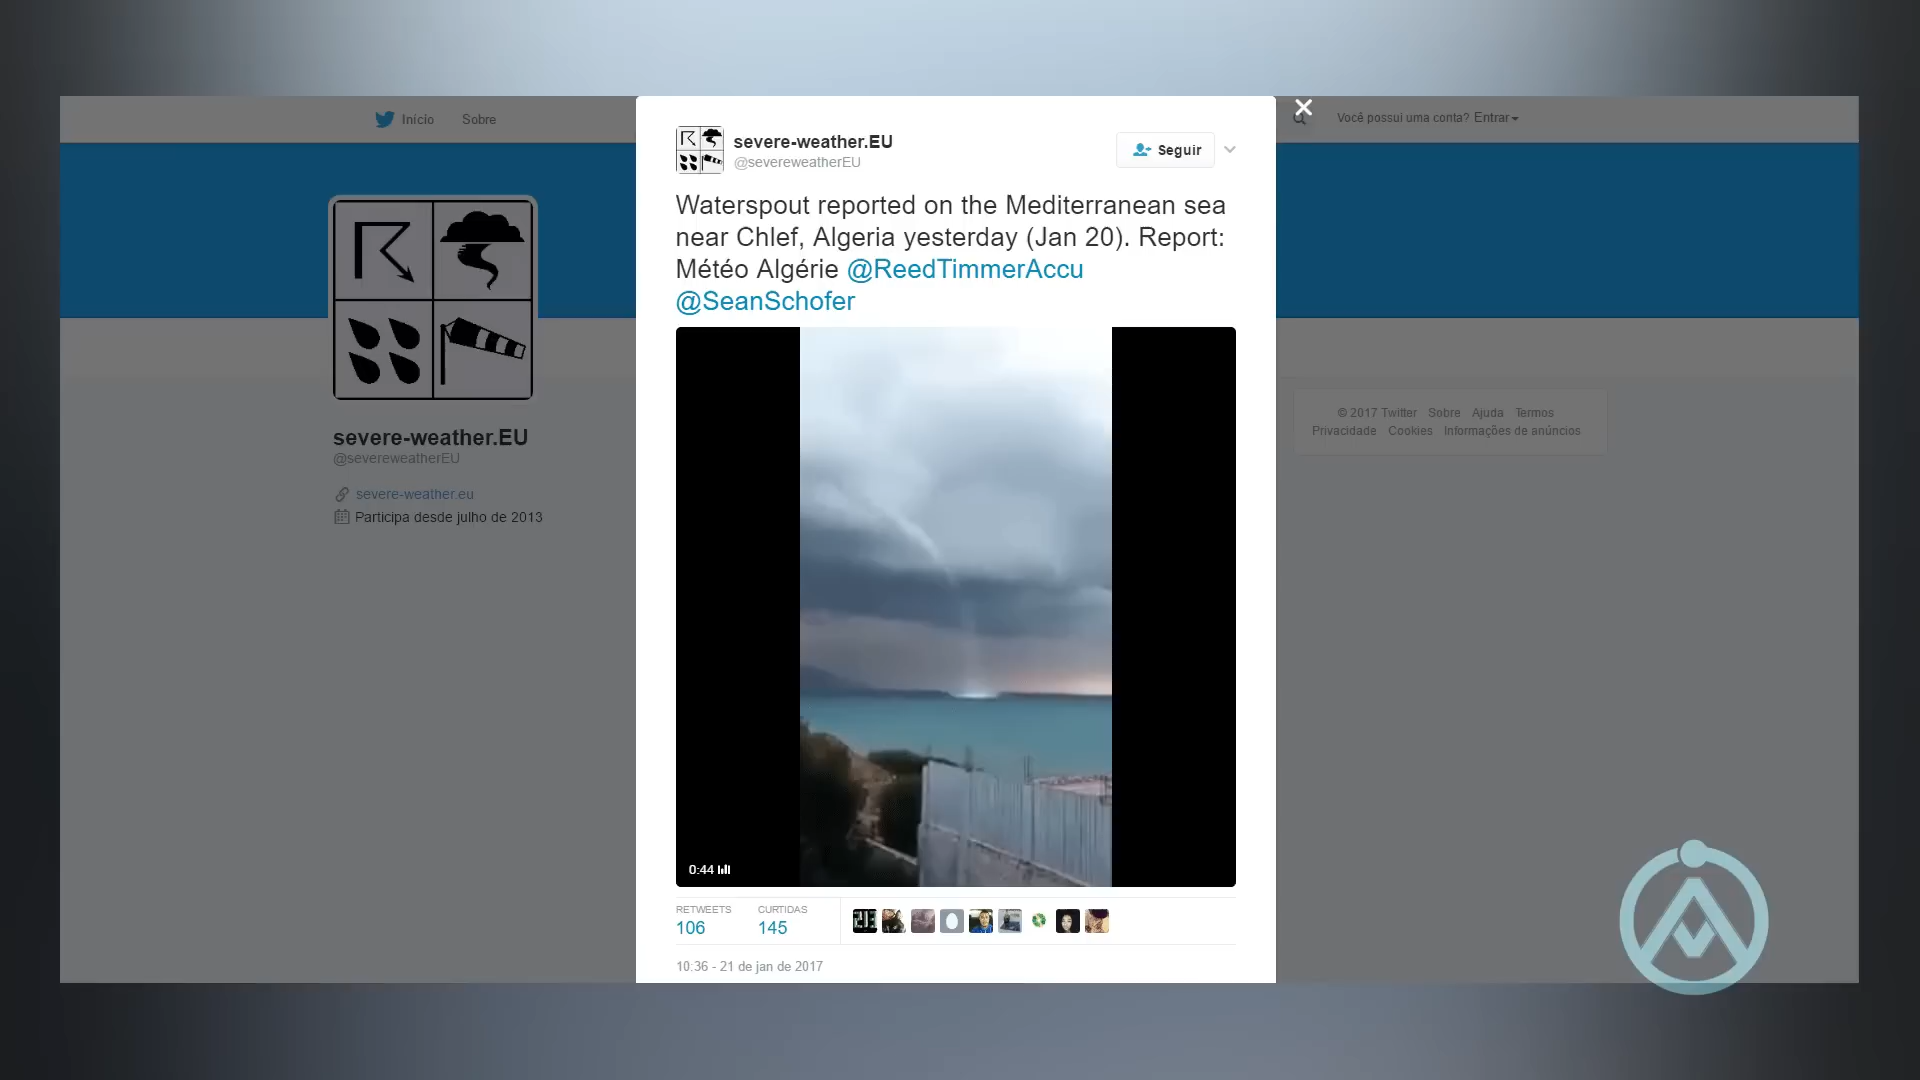 Início Sobre
Você possui uma conta? Entrar
severe-weather.EU
@severeweatherEU
Seguir
Waterspout reported on the Mediterranean sea
near Chlef, Algeria yesterday (Jan 20). Report:
Météo Algérie @ReedTimmerAccu
@SeanSchofer
0:44
RETWEETS CURTIDAS
106 145
10:36 - 21 de jan de 2017
severe-weather.EU
@severeweatherEU
severe-weather.eu
Participa desde julho de 2013
© 2017 Twitter Sobre Ajuda Termos
Privacidade Cookies Informações de anúncios